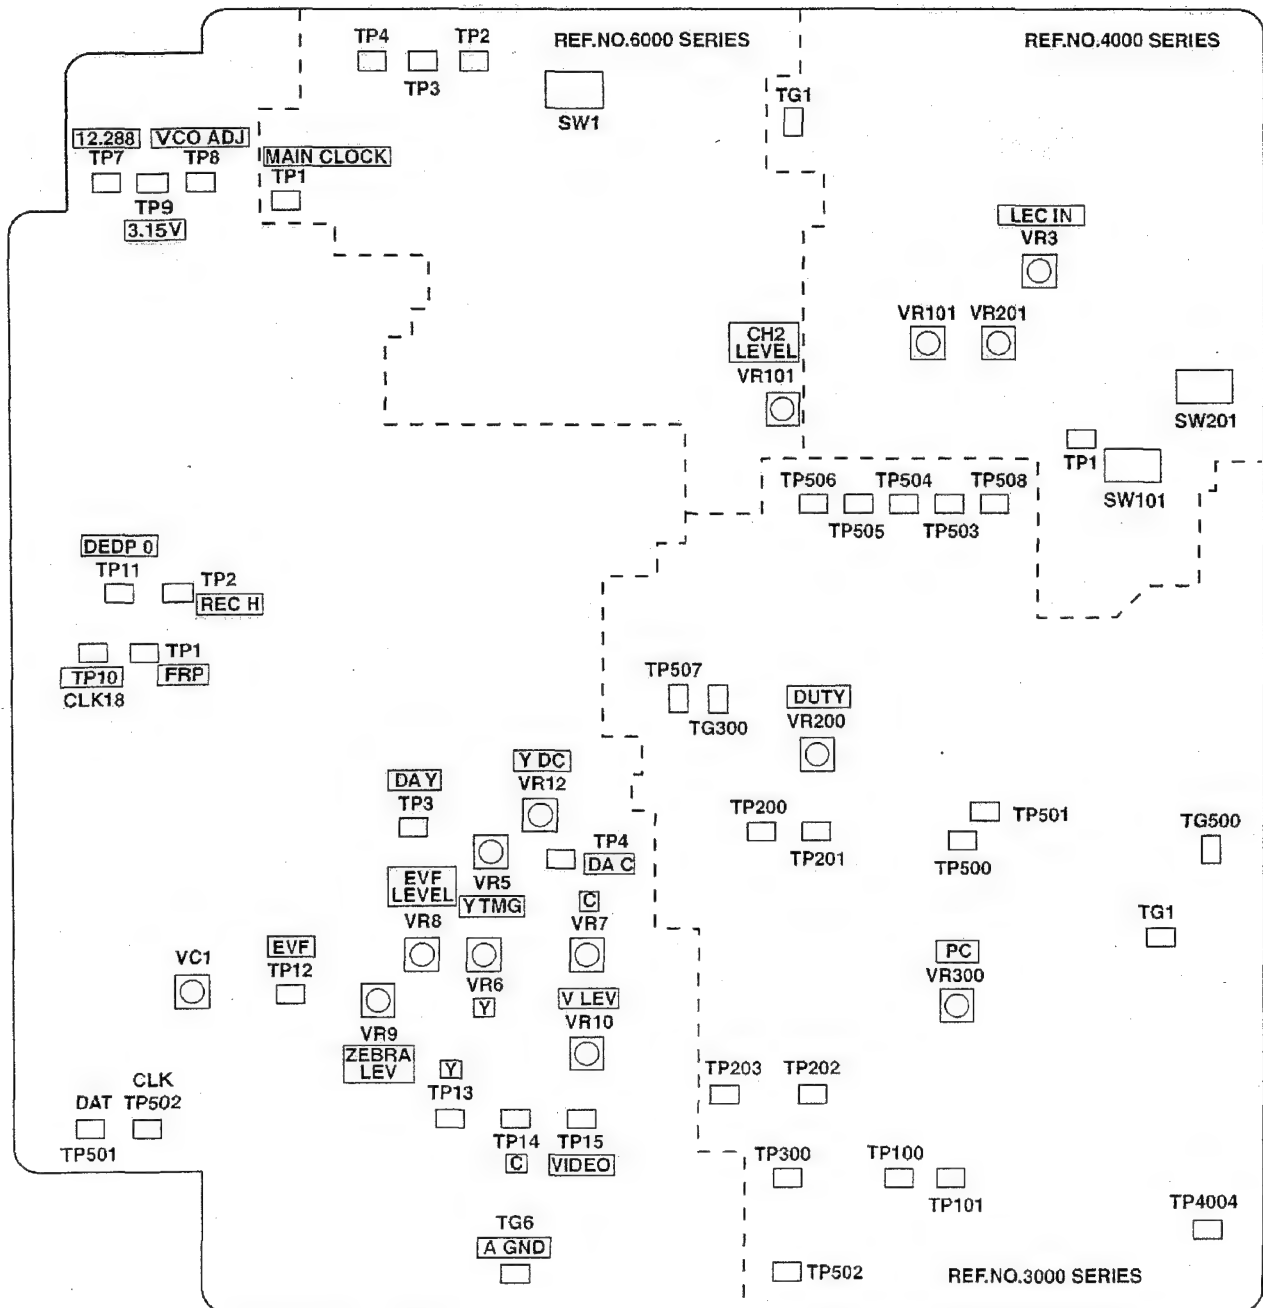 TP4
TP2
REF.NO.6000 SERIES
REF.NO.4000 SERIES
TP3
SW1
TG1
12.288
VCO ADJ
TP7
TP8
MAIN CLOCK
TP1
TP9
3.15V
LEC IN
VR3
VR101
VR201
CH2
LEVEL
VR101
SW201
TP1
SW101
TP506
TP504
TP508
TP505
TP503
DEDP 0
TP11
TP2
REC H
TP1
FRP
TP10
CLK18
TP507
TG300
DUTY
VR200
Y DC
VR12
DA Y
TP3
TP200
TP201
TP501
TP500
TG500
TP4
DA C
VR5
Y TMG
EVF
LEVEL
VR8
C
VR7
TG1
VC1
EVF
TP12
VR6
Y
PC
VR300
V LEV
VR10
VR9
ZEBRA
LEV
Y
TP13
TP203
TP202
CLK
DAT
TP502
TP501
TP14
C
TP15
VIDEO
TP300
TP100
TP101
TP4004
TG6
A GND
TP502
REF.NO.3000 SERIES